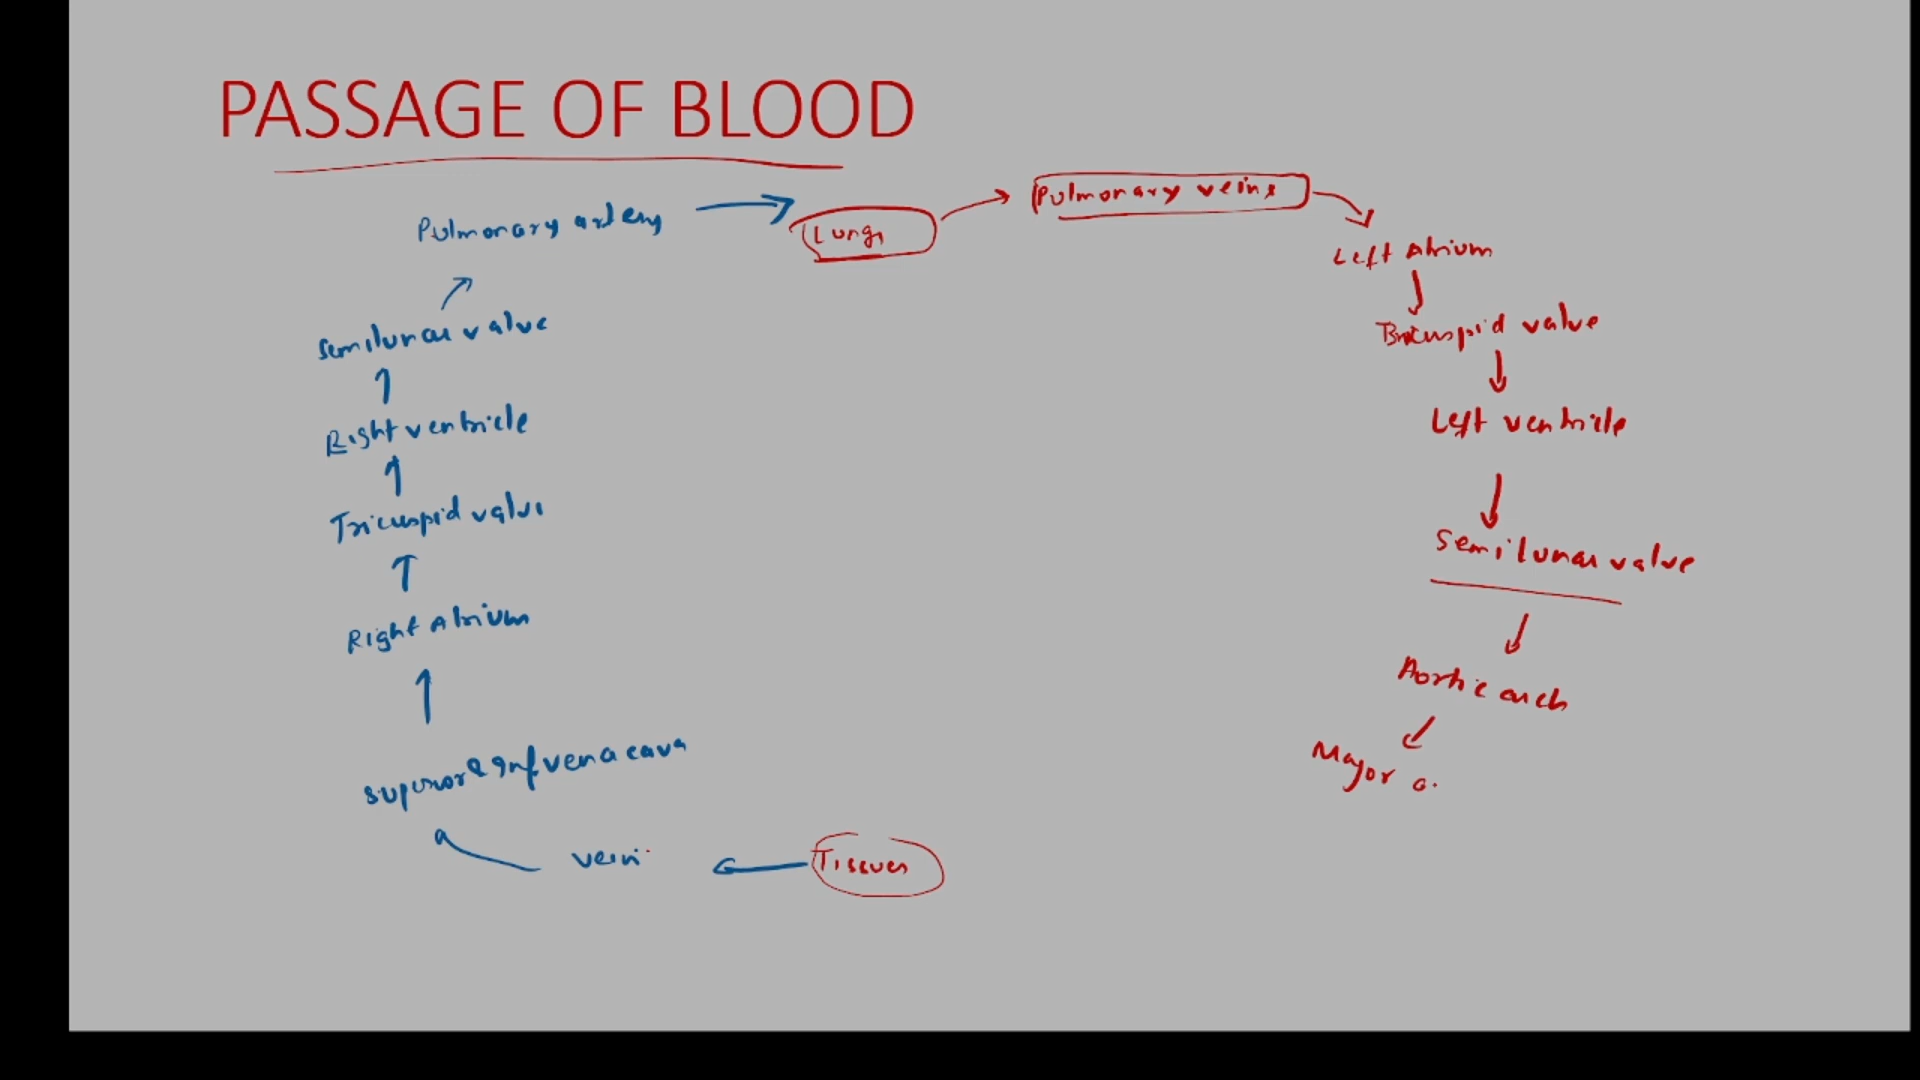 PASSAGE OF BLOOD
Pulmonary artery
Lungs
Pulmonary veins
Left Atrium
Bicuspid valve
Left ventricle
Semilunar valve
Aortic arch
Major a.
Tissues
vein
superior & Inf vena cava
Right Atrium
Tricuspid valve
Right ventricle
Semilunar valve